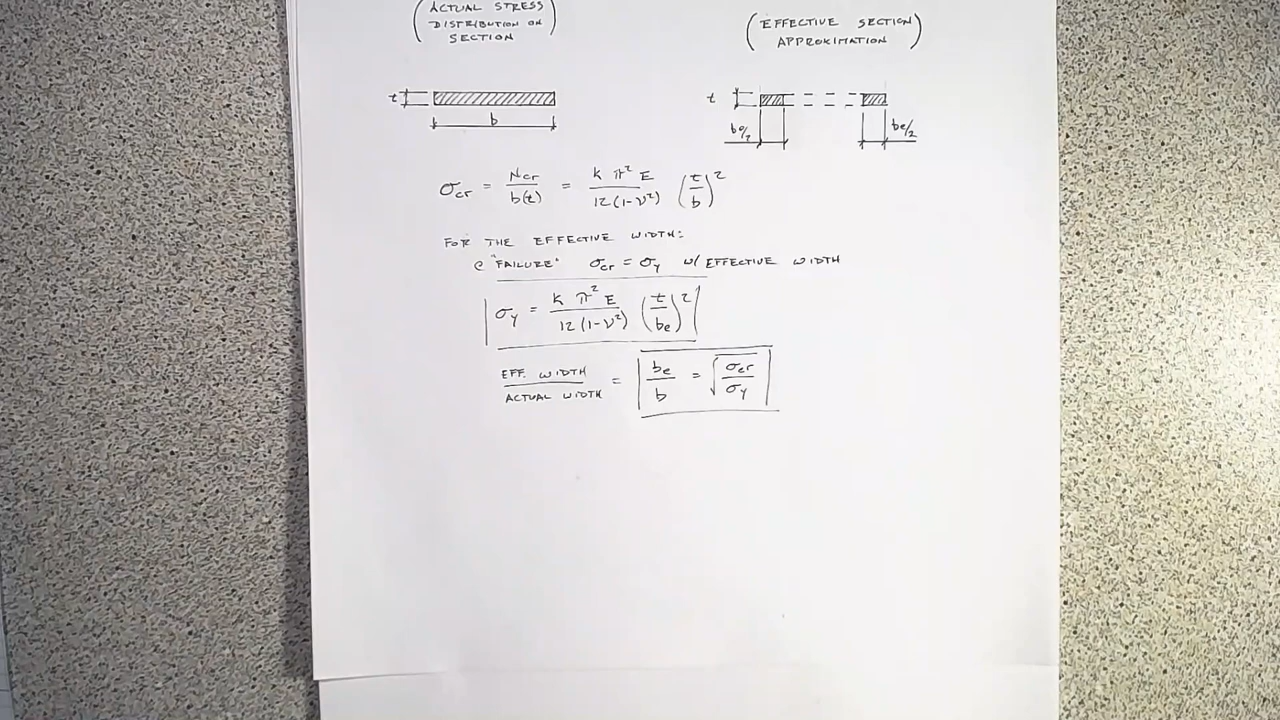 (ACTUAL STRESS
DISTRIBUTION ON
SECTION)
(EFFECTIVE SECTION
APPROXIMATION)
t
b
t
be/2
be/2
σcr = Ncr / b(t) = k π² E / 12(1-ν²) (t/b)²
FOR THE EFFECTIVE WIDTH:
@ "FAILURE" σcr = σy w/ EFFECTIVE WIDTH
σy = k π² E / 12(1-ν²) (t/be)²
EFF. WIDTH / ACTUAL WIDTH = be/b = √(σcr/σy)